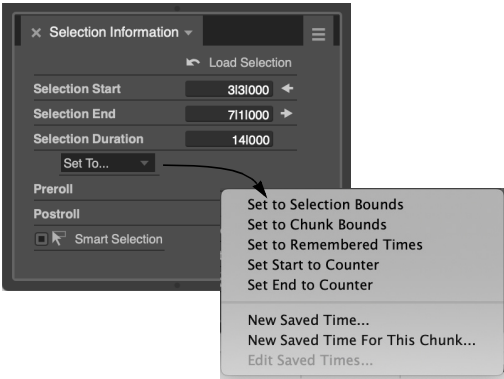 Selection Information
Load Selection
Selection Start 3|3|000
Selection End 7|1|000
Selection Duration 14|000
Set To...
Preroll
Postroll
Smart Selection
Set to Selection Bounds
Set to Chunk Bounds
Set to Remembered Times
Set Start to Counter
Set End to Counter
New Saved Time...
New Saved Time For This Chunk...
Edit Saved Times...